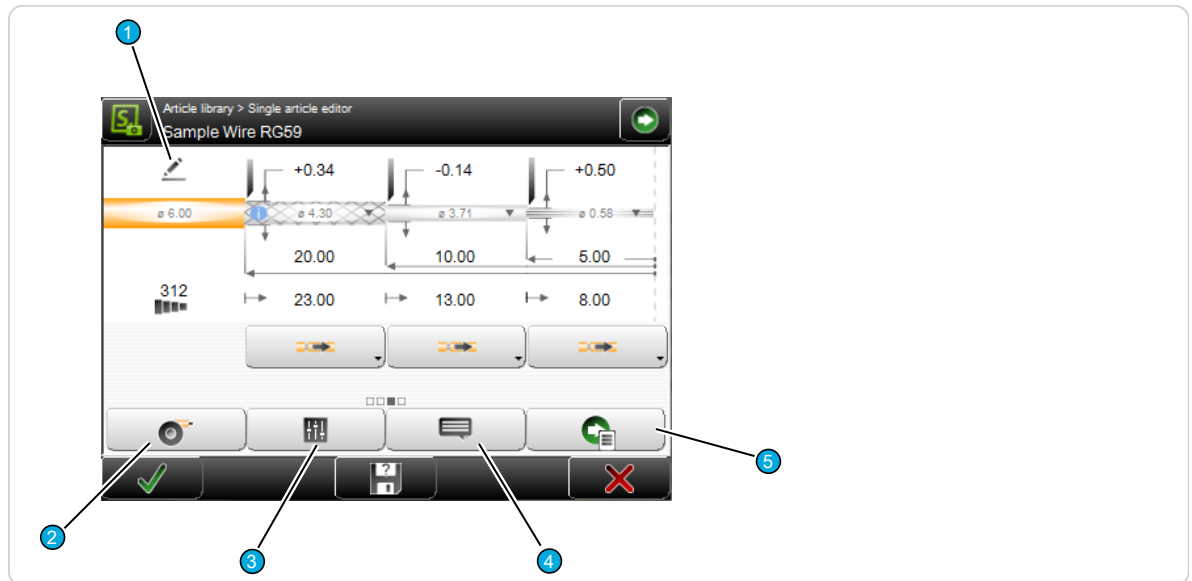 1
Article library > Single article editor
Sample Wire RG59
+0.34 -0.14 +0.50
ø 6.00 i ø 4.30 ø 3.71 ø 0.58
20.00 10.00 5.00
312 23.00 13.00 8.00
5
?
2
3 4